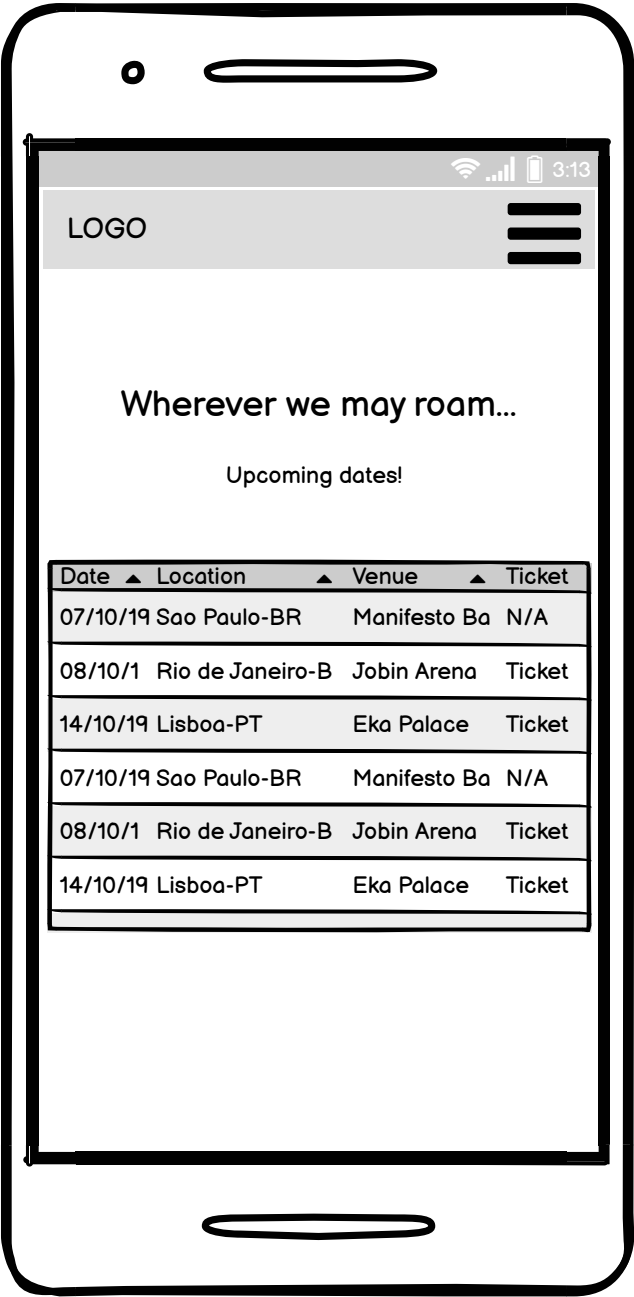 3:13
LOGO
Wherever we may roam...
Upcoming dates!
Date Location Venue Ticket
07/10/19 Sao Paulo-BR Manifesto Ba N/A
08/10/1 Rio de Janeiro-B Jobin Arena Ticket
14/10/19 Lisboa-PT Eka Palace Ticket
07/10/19 Sao Paulo-BR Manifesto Ba N/A
08/10/1 Rio de Janeiro-B Jobin Arena Ticket
14/10/19 Lisboa-PT Eka Palace Ticket